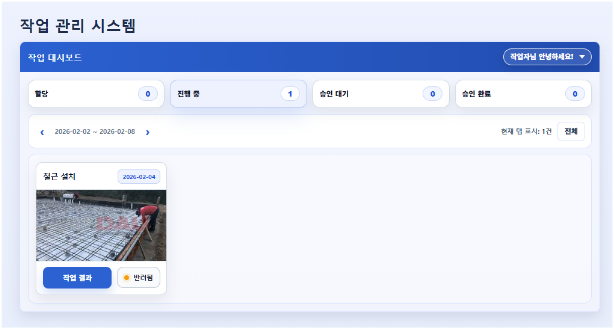 작업 관리 시스템
작업 대시보드
작업자님 안녕하세요!
할당 0
진행 중 1
승인 대기 0
승인 완료 0
2026-02-02 ~ 2026-02-08
현재 탭 표시: 1건 전체
철근 설치 2026-02-04
작업 결과
반려됨